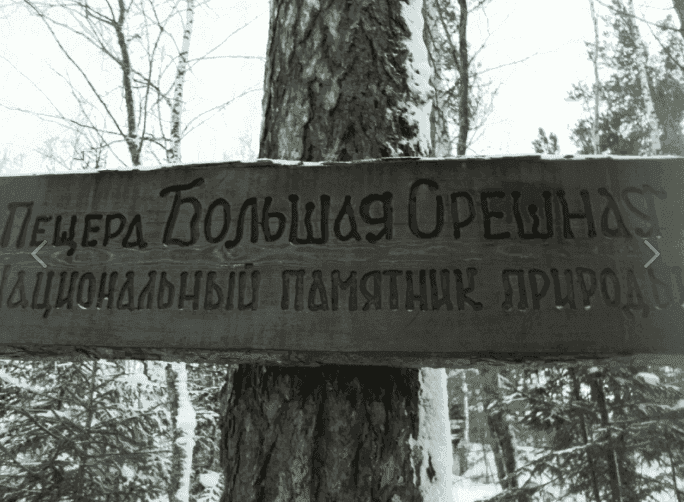 Пещера Большая Орешная
Национальный памятник природы